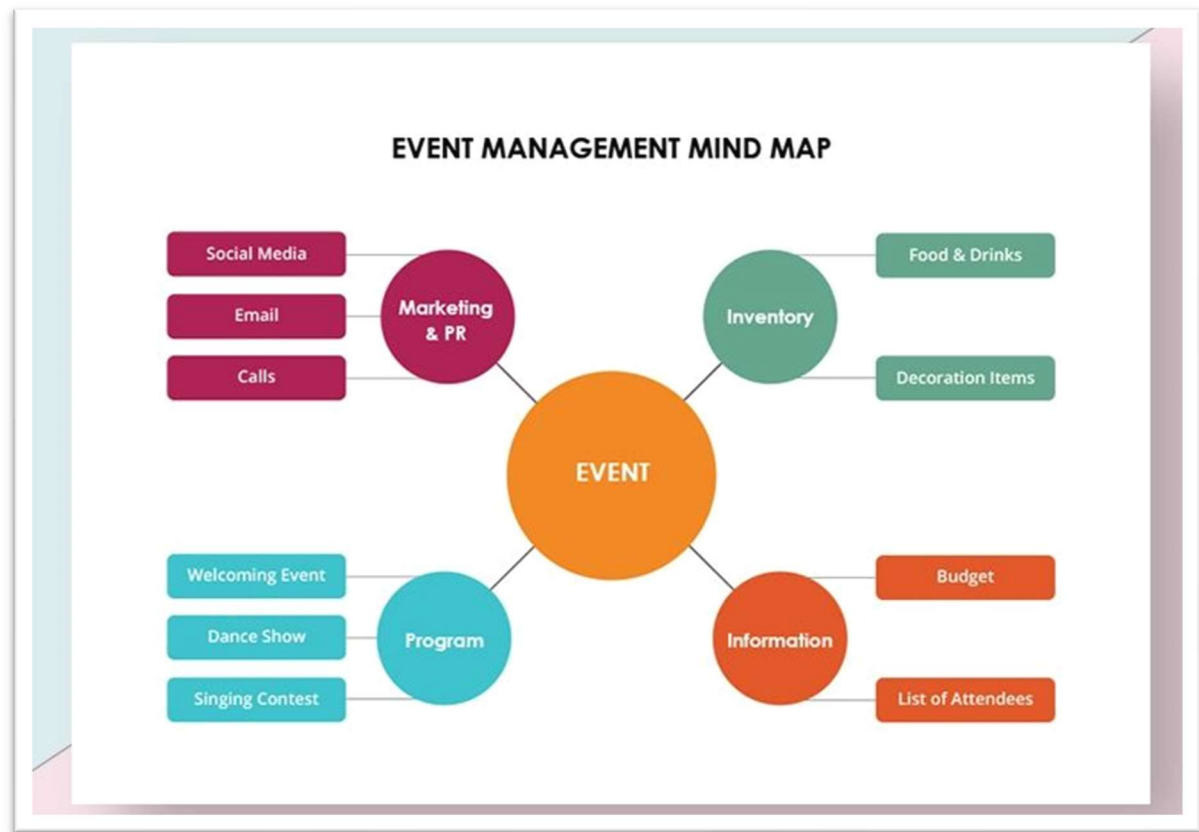 EVENT MANAGEMENT MIND MAP
Social Media
Email
Calls
Marketing
& PR
Inventory
Food & Drinks
Decoration Items
EVENT
Welcoming Event
Dance Show
Singing Contest
Program
Information
Budget
List of Attendees